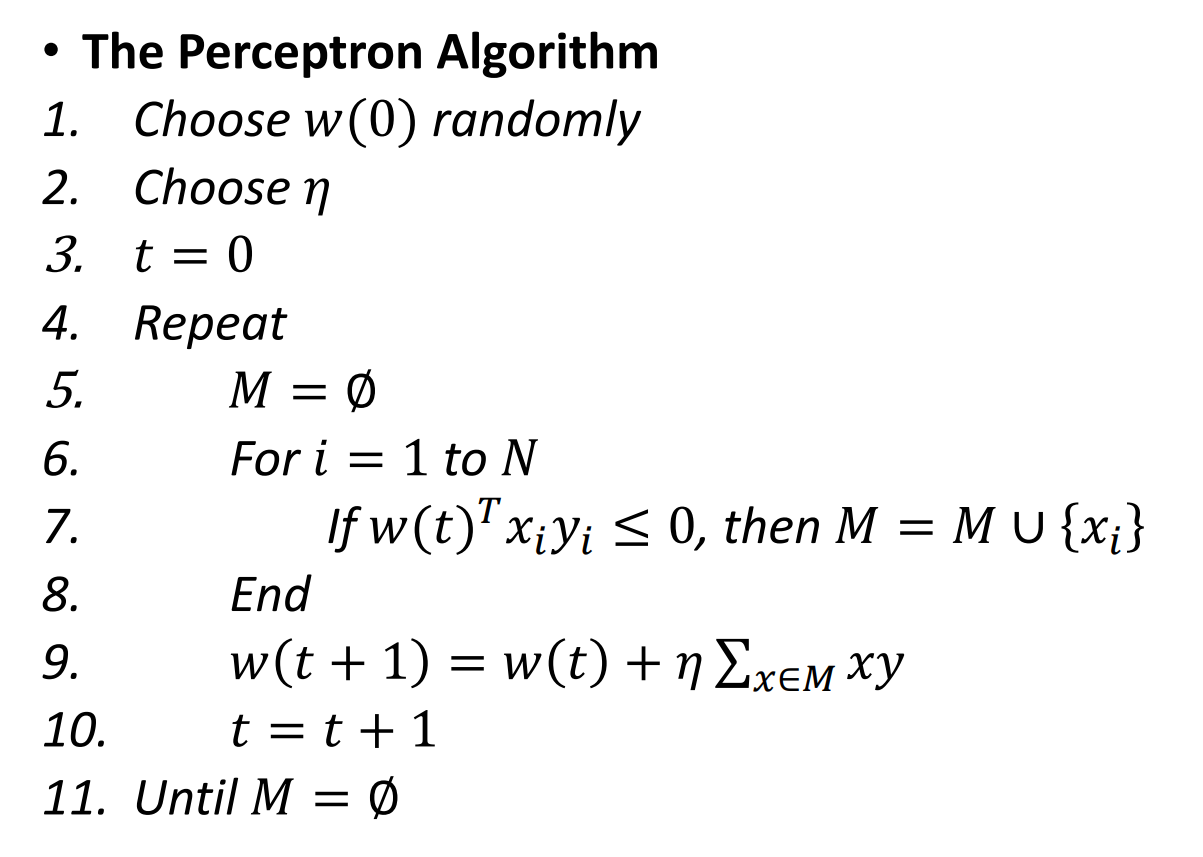 • The Perceptron Algorithm
1. Choose w(0) randomly
2. Choose η
3. t = 0
4. Repeat
5. M = ∅
6. For i = 1 to N
7. If w(t)^T x_i y_i ≤ 0, then M = M ∪ {x_i}
8. End
9. w(t + 1) = w(t) + η ∑_{x∈M} xy
10. t = t + 1
11. Until M = ∅